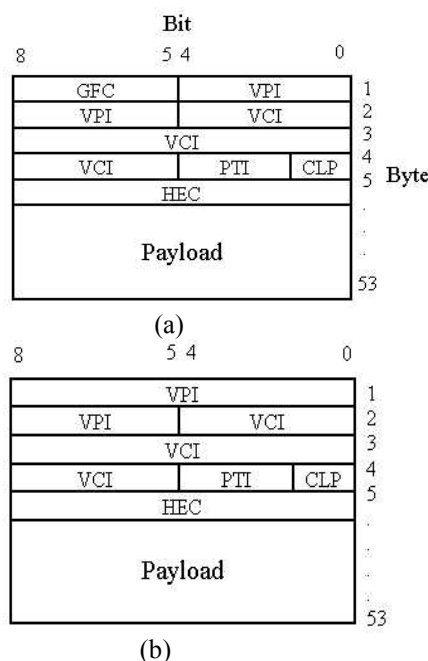 Bit
8 5 4 0
GFC VPI 1
VPI VCI 2
VCI 3
VCI PTI CLP 4
HEC 5
Byte
.
.
Payload
.
53
(a)
8 5 4 0
VPI 1
VPI VCI 2
VCI 3
VCI PTI CLP 4
HEC 5
.
.
Payload
.
.
53
(b)